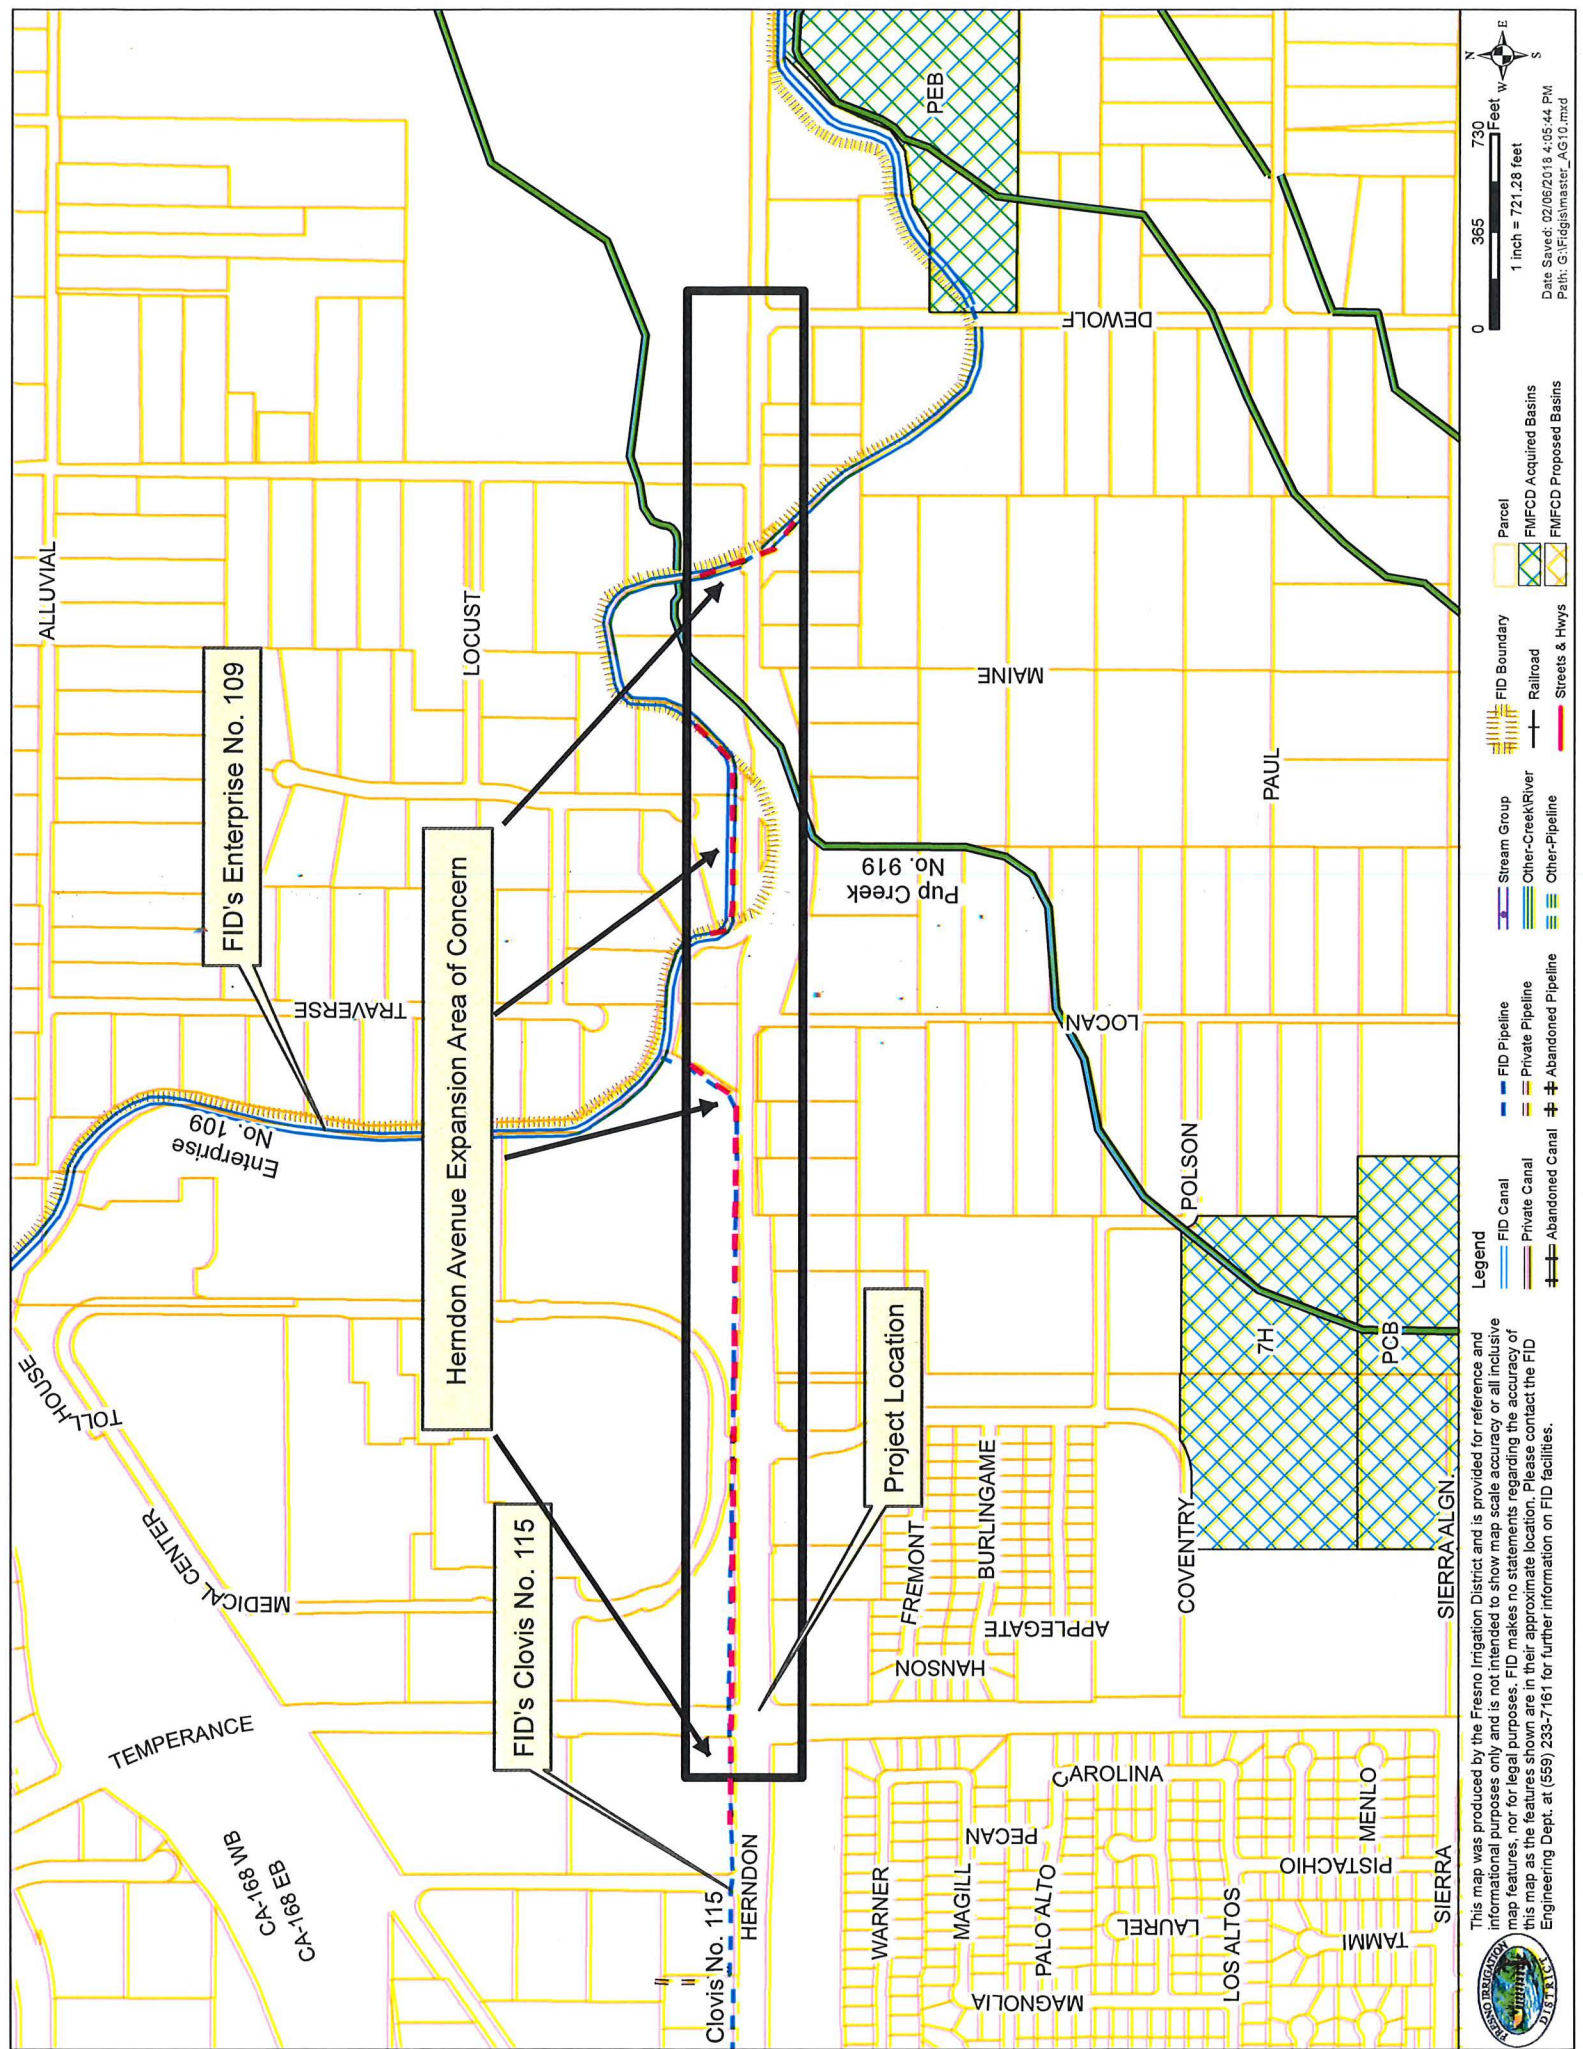 ALLUVIAL
FID's Enterprise No. 109
LOCUST
TRAVERSE
Enterprise
No. 109
Herndon Avenue Expansion Area of Concern
TOLLHOUSE
MEDICAL CENTER
TEMPERANCE
CA-168 WB
CA-168 EB
FID's Clovis No. 115
Clovis No. 115
HERNDON
Project Location
PEB
DEWOLF
MAINE
PAUL
Pup Creek
No. 919
LOCAN
POLSON
7H
PCB
COVENTRY
SIERRA ALGN.
FREMONT
BURLINGAME
HANSON
APPLEGATE
WARNER
MAGILL
PECAN
PALO ALTO
CAROLINA
MAGNOLIA
LAUREL
LOS ALTOS
PISTACHIO
MENLO
TAMMI
SIERRA
FRESNO IRRIGATION
DISTRICT
This map was produced by the Fresno Irrigation District and is provided for reference and
informational purposes only and is not intended to show map scale accuracy or all inclusive
map features, nor for legal purposes. FID makes no statements regarding the accuracy of
this map as the features shown are in their approximate location. Please contact the FID
Engineering Dept. at (559) 233-7161 for further information on FID facilities.
Legend
FID Canal
Private Canal
Abandoned Canal
FID Pipeline
Private Pipeline
Abandoned Pipeline
Stream Group
Other-Creek\River
Other-Pipeline
FID Boundary
Railroad
Streets & Hwys
Parcel
FMFCD Acquired Basins
FMFCD Proposed Basins
0 365 730
Feet
1 inch = 721.28 feet
N
W E
S
Date Saved: 02/06/2018 4:05:44 PM
Path: G:\Fidgis\master_AG10.mxd